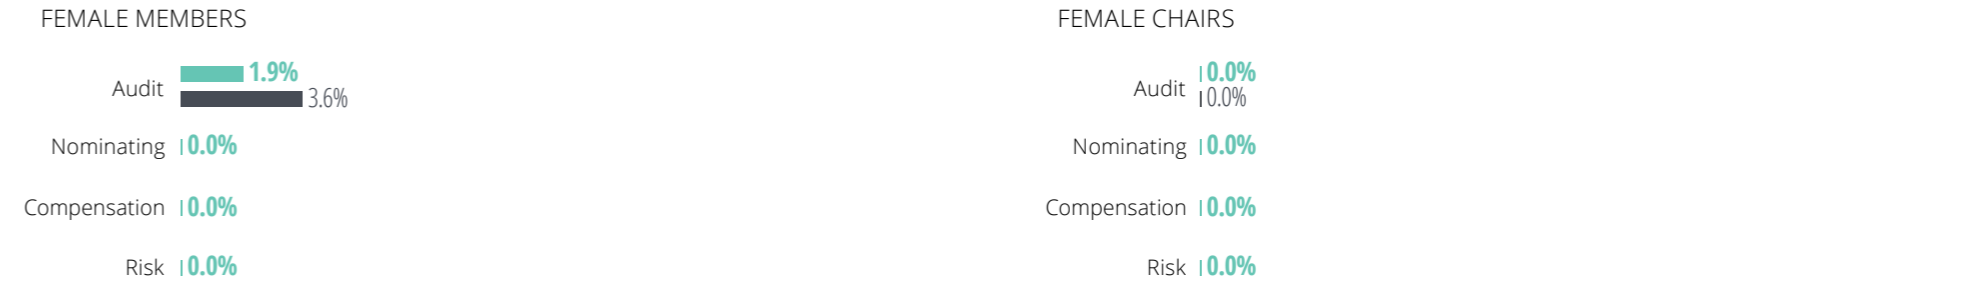 FEMALE MEMBERS
Audit
1.9%
3.6%
Nominating 0.0%
Compensation 0.0%
Risk 0.0%
FEMALE CHAIRS
Audit
0.0%
0.0%
Nominating 0.0%
Compensation 0.0%
Risk 0.0%